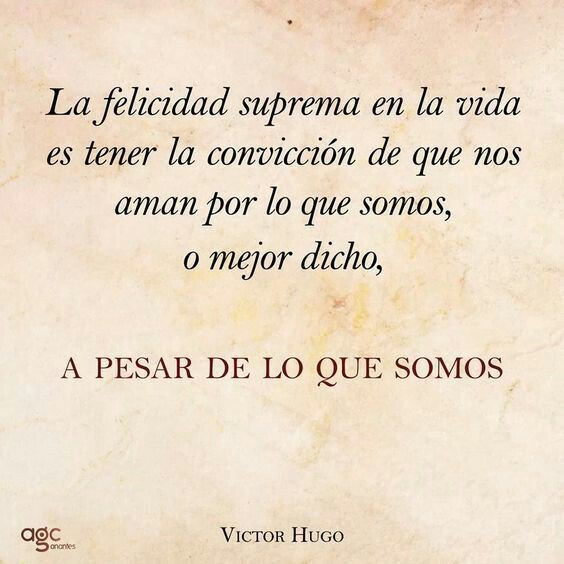 La felicidad suprema en la vida
es tener la convicción de que nos
aman por lo que somos,
o mejor dicho,
A PESAR DE LO QUE SOMOS
agc
anantes
VICTOR HUGO